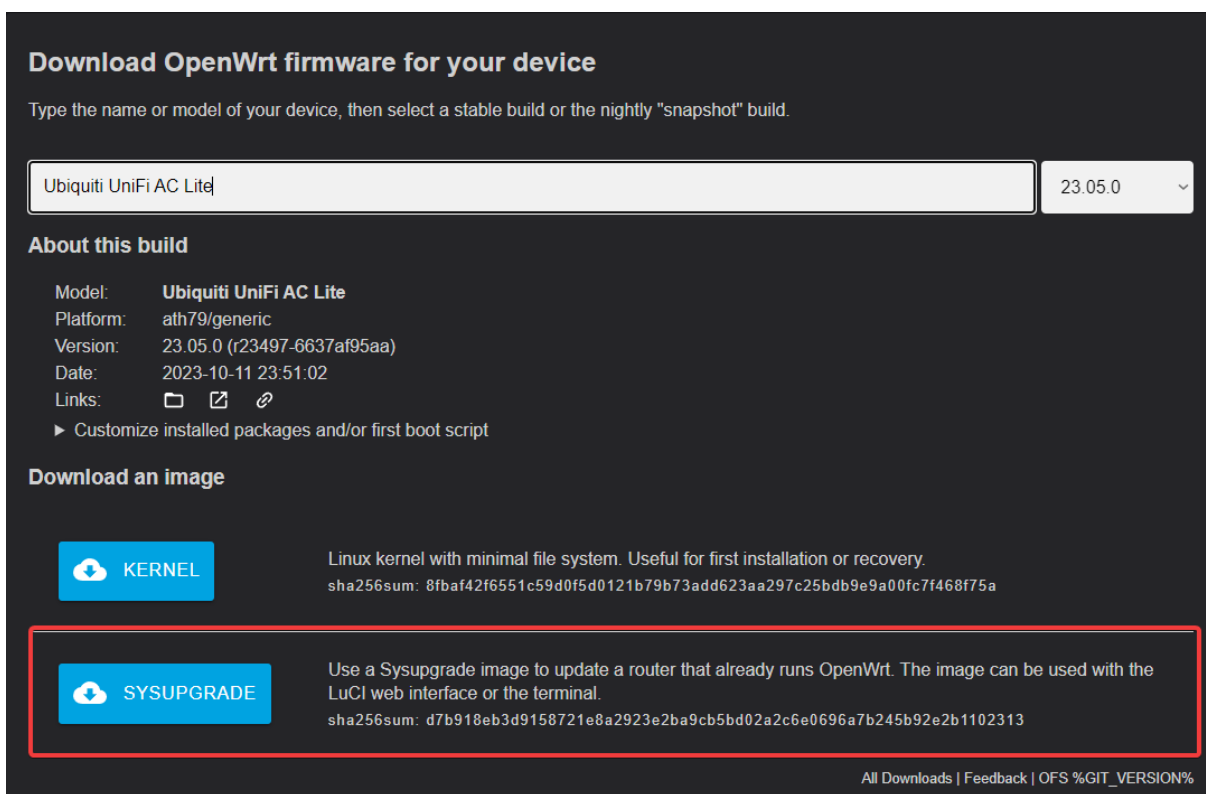 Download OpenWrt firmware for your device
Type the name or model of your device, then select a stable build or the nightly "snapshot" build.
Ubiquiti UniFi AC Lite
23.05.0
About this build
Model: Ubiquiti UniFi AC Lite
Platform: ath79/generic
Version: 23.05.0 (r23497-6637af95aa)
Date: 2023-10-11 23:51:02
Links:
Customize installed packages and/or first boot script
Download an image
KERNEL
Linux kernel with minimal file system. Useful for first installation or recovery.
sha256sum: 8fbaf42f6551c59d0f5d0121b79b73add623aa297c25bdb9e9a00fc7f468f75a
SYSUPGRADE
Use a Sysupgrade image to update a router that already runs OpenWrt. The image can be used with the
LuCI web interface or the terminal.
sha256sum: d7b918eb3d9158721e8a2923e2ba9cb5bd02a2c6e0696a7b245b92e2b1102313
All Downloads | Feedback | OFS %GIT_VERSION%